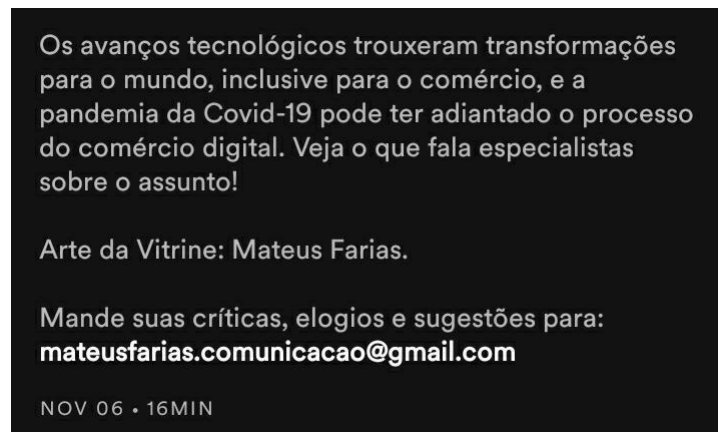 Os avanços tecnológicos trouxeram transformações
para o mundo, inclusive para o comércio, e a
pandemia da Covid-19 pode ter adiantado o processo
do comércio digital. Veja o que fala especialistas
sobre o assunto!
Arte da Vitrine: Mateus Farias.
Mande suas críticas, elogios e sugestões para:
mateusfarias.comunicacao@gmail.com
NOV 06 • 16MIN